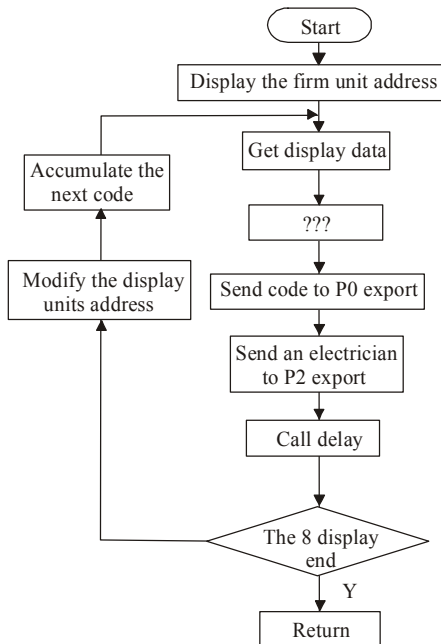 Start
Display the firm unit address
Get display data
Accumulate the
next code
???
Modify the display
units address
Send code to P0 export
Send an electrician
to P2 export
Call delay
The 8 display
end
Y
Return